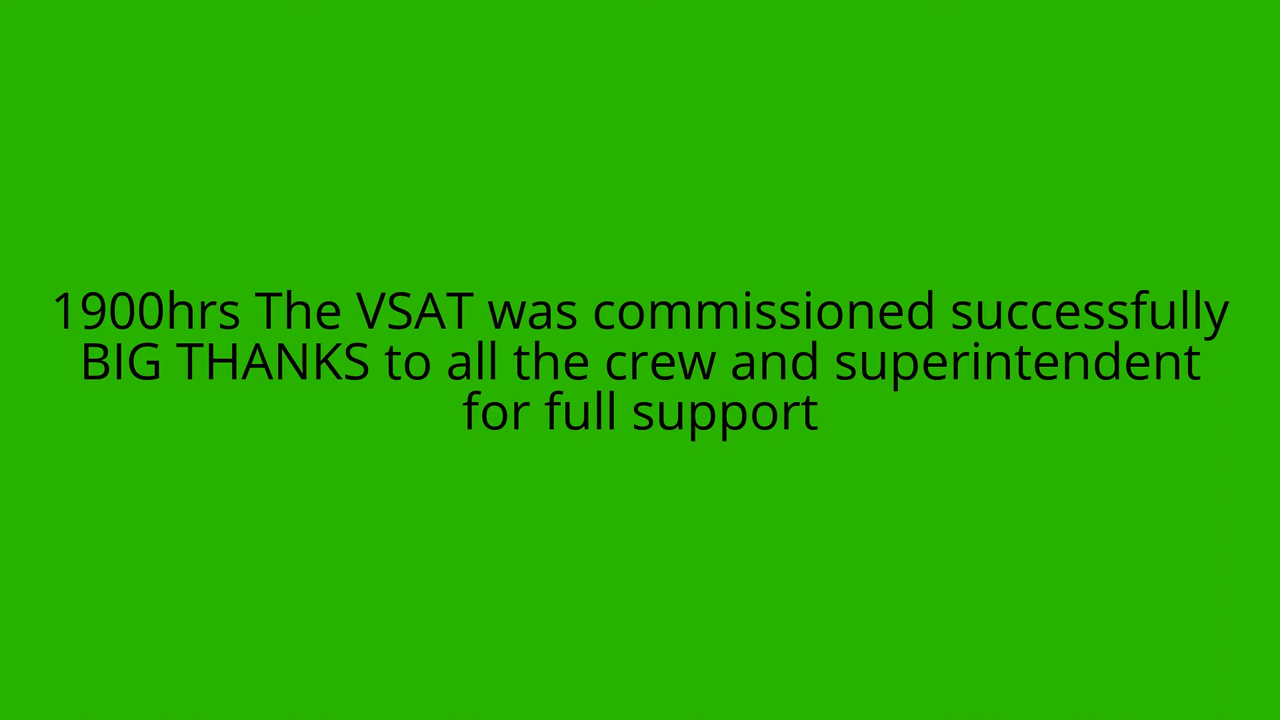 1900hrs The VSAT was commissioned successfully
BIG THANKS to all the crew and superintendent
for full support